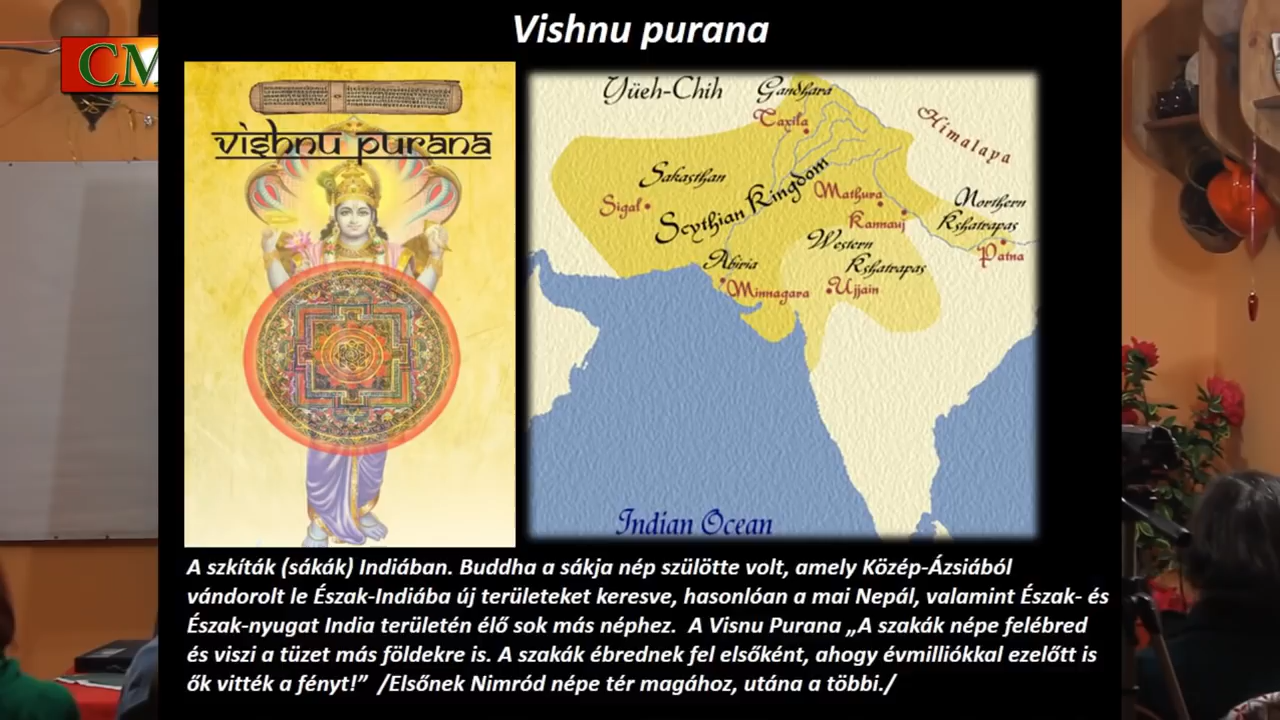 Vishnu purana
CM
vishnu purana
Yüeh-Chih
Gandhara
Taxila
Himalaya
Sakasthan
Sigal
Scythian Kingdom
Mathura
Kannauj
Northern
Kshatrapas
Patna
Western
Kshatrapas
Abiria
Minnagara
Ujjain
Indian Ocean
A szkíták (sákák) Indiában. Buddha a sákja nép szülötte volt, amely Közép-Ázsiából
vándorolt le Észak-Indiába új területeket keresve, hasonlóan a mai Nepál, valamint Észak- és
Észak-nyugat India területén élő sok más néphez. A Visnu Purana „A szakák népe felébred
és viszi a tüzet más földekre is. A szakák ébrednek fel elsőként, ahogy évmilliókkal ezelőtt is
ők vitték a fényt!” /Elsőnek Nimród népe tér magához, utána a többi./